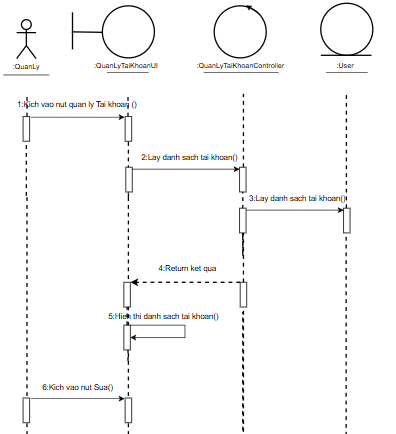 :QuanLy
:QuanLyTaiKhoanUI
:QuanLyTaiKhoanController
:User
1:Kich vao nut quan ly Tai khoan ()
2:Lay danh sach tai khoan()
3:Lay danh sach tai khoan()
4:Return ket qua
5:Hien thi danh sach tai khoan()
6:Kich vao nut Sua()